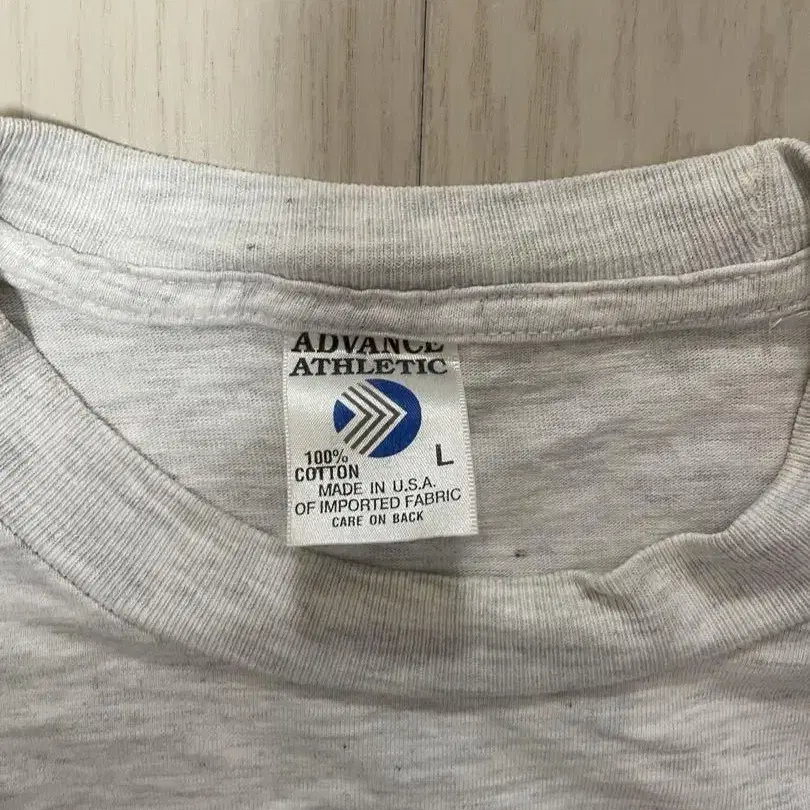 ADVANCE
ATHLETIC
100%
COTTON
L
MADE IN U.S.A.
OF IMPORTED FABRIC
CARE ON BACK